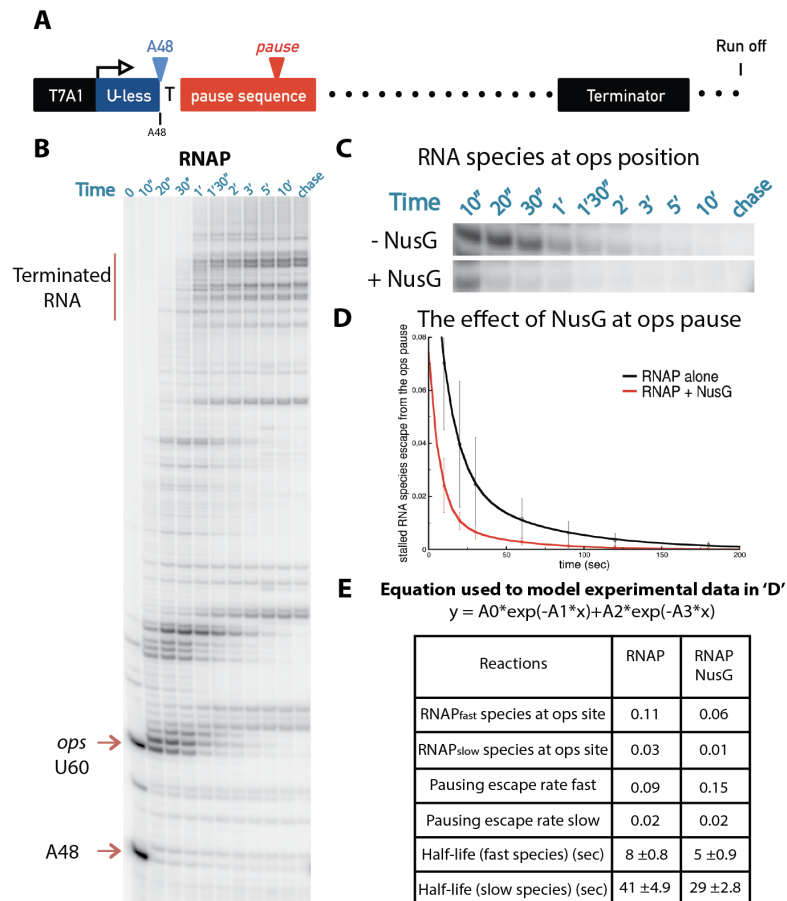 A
A48
pause
Run off
T7A1
U-less
T
pause sequence
Terminator
A48
B
RNAP
Time 0 10" 20" 30" 1' 1'30" 2' 3' 5' 10' chase
Terminated
RNA
ops
U60
A48
C
RNA species at ops position
Time 10" 20" 30" 1' 1'30" 2' 3' 5' 10' chase
- NusG
+ NusG
D
The effect of NusG at ops pause
stalled RNA species escape from the ops pause
0.08
0.06
0.04
0.02
0
RNAP alone
RNAP + NusG
0 50 100 150 200
time (sec)
E
Equation used to model experimental data in ‘D’
y = A0*exp(-A1*x)+A2*exp(-A3*x)
Reactions RNAP RNAP
NusG
RNAPfast species at ops site 0.11 0.06
RNAPslow species at ops site 0.03 0.01
Pausing escape rate fast 0.09 0.15
Pausing escape rate slow 0.02 0.02
Half-life (fast species) (sec) 8 ±0.8 5 ±0.9
Half-life (slow species) (sec) 41 ±4.9 29 ±2.8